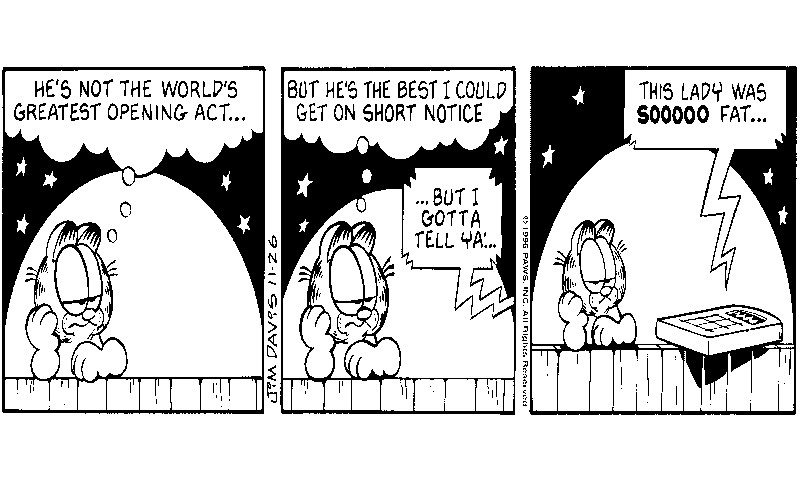 HE'S NOT THE WORLD'S
GREATEST OPENING ACT...
BUT HE'S THE BEST I COULD
GET ON SHORT NOTICE
...BUT I
GOTTA
TELL YA'...
THIS LADY WAS
SOOOOO FAT...
JIM DAVIS 11·26
© 1996 PAWS, INC. All Rights Reserved